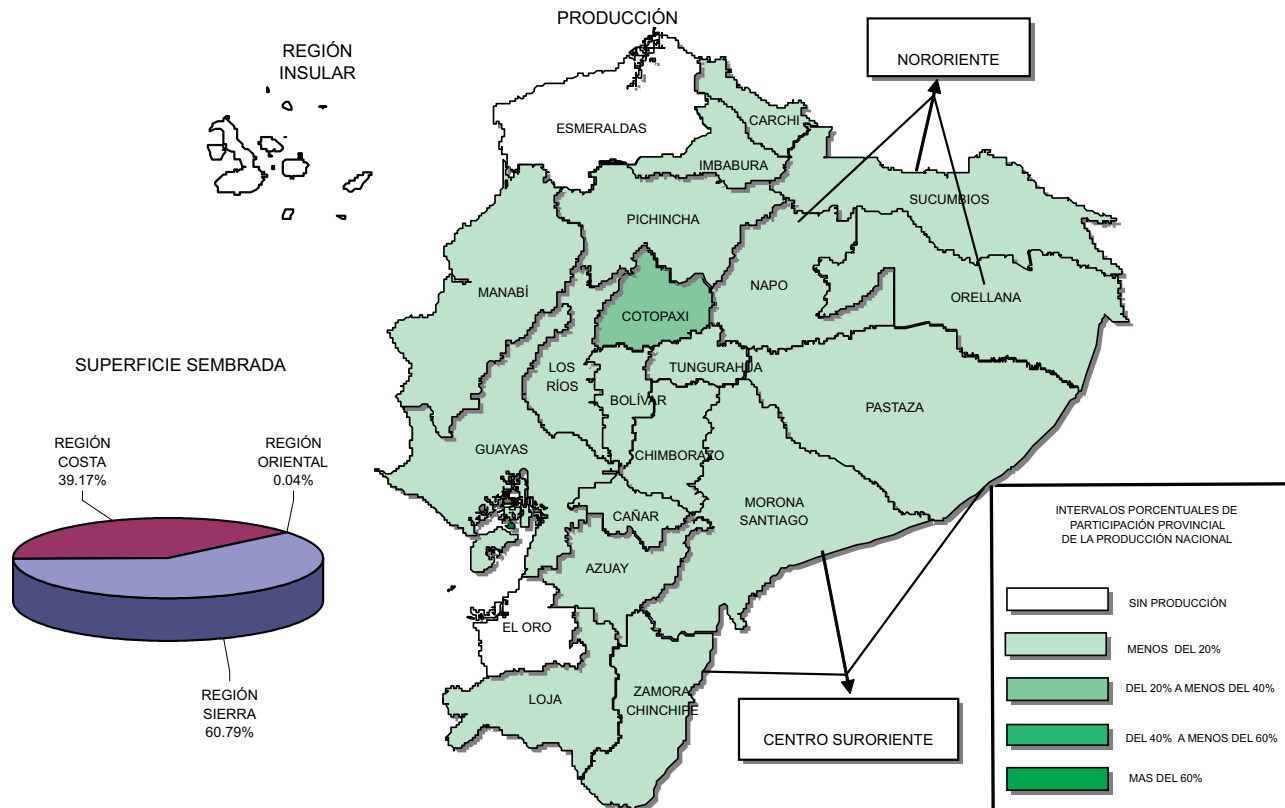 PRODUCCIÓN
REGIÓN
INSULAR
NORORIENTE
ESMERALDAS
CARCHI
IMBABURA
SUCUMBIOS
PICHINCHA
MANABÍ
NAPO
ORELLANA
COTOPAXI
SUPERFICIE SEMBRADA
LOS
RÍOS
TUNGURAHUA
BOLÍVAR
PASTAZA
REGIÓN
COSTA
39.17%
REGIÓN
ORIENTAL
0.04%
GUAYAS
CHIMBORAZO
MORONA
SANTIAGO
CAÑAR
AZUAY
EL ORO
LOJA
ZAMORA
CHINCHIPE
REGIÓN
SIERRA
60.79%
CENTRO SURORIENTE
INTERVALOS PORCENTUALES DE
PARTICIPACIÓN PROVINCIAL
DE LA PRODUCCIÓN NACIONAL
SIN PRODUCCIÓN
MENOS DEL 20%
DEL 20% A MENOS DEL 40%
DEL 40% A MENOS DEL 60%
MAS DEL 60%